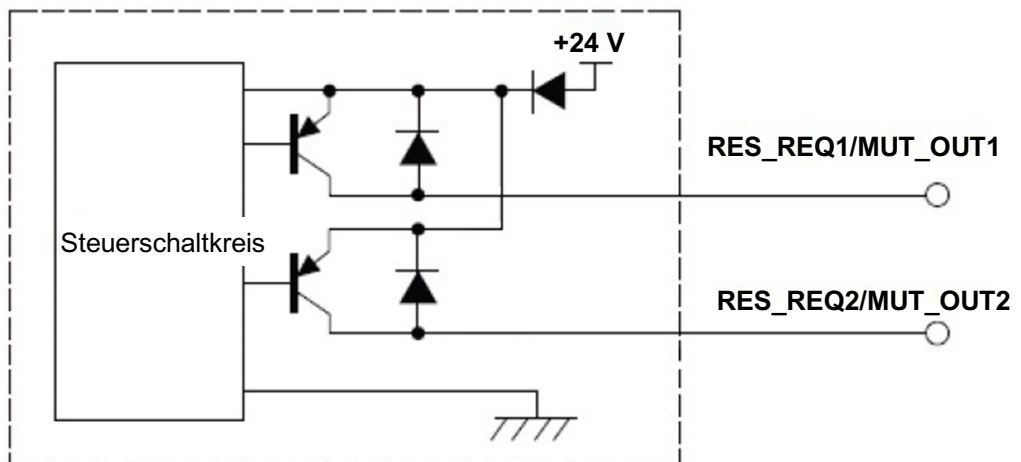 +24 V
RES_REQ1/MUT_OUT1
Steuerschaltkreis
RES_REQ2/MUT_OUT2